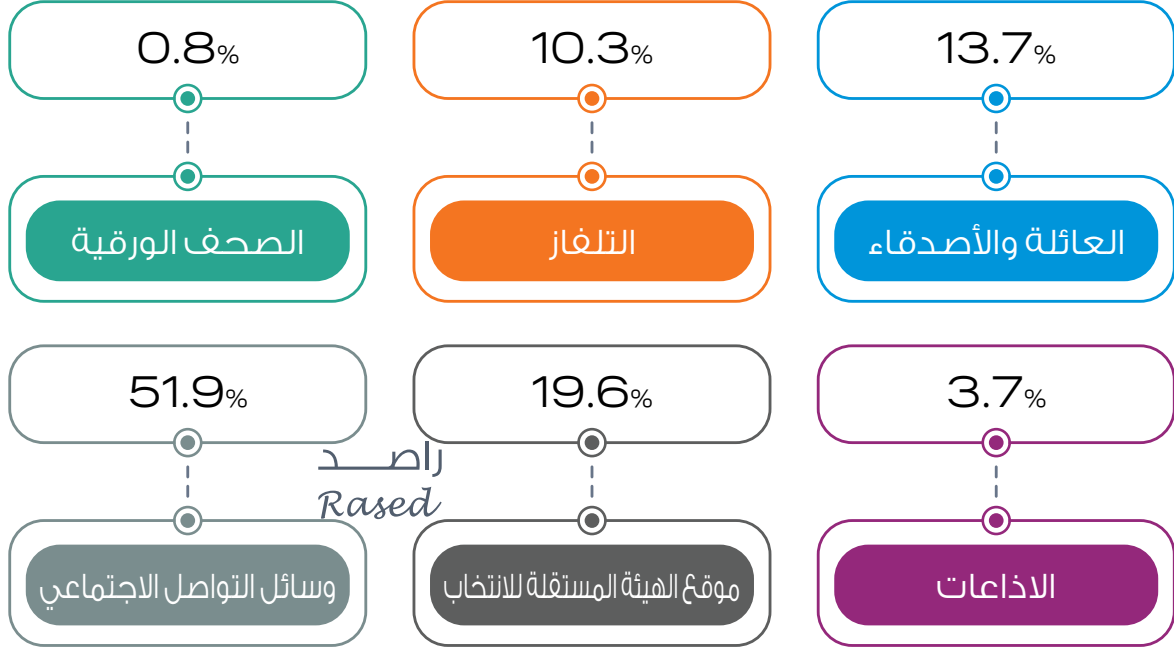 13.7%
العائلة والأصدقاء
10.3%
التلفاز
0.8%
الصحف الورقية
3.7%
الاذاعات
19.6%
موقع الهيئة المستقلة للانتخاب
51.9%
وسائل التواصل الاجتماعي
راصد
Rased